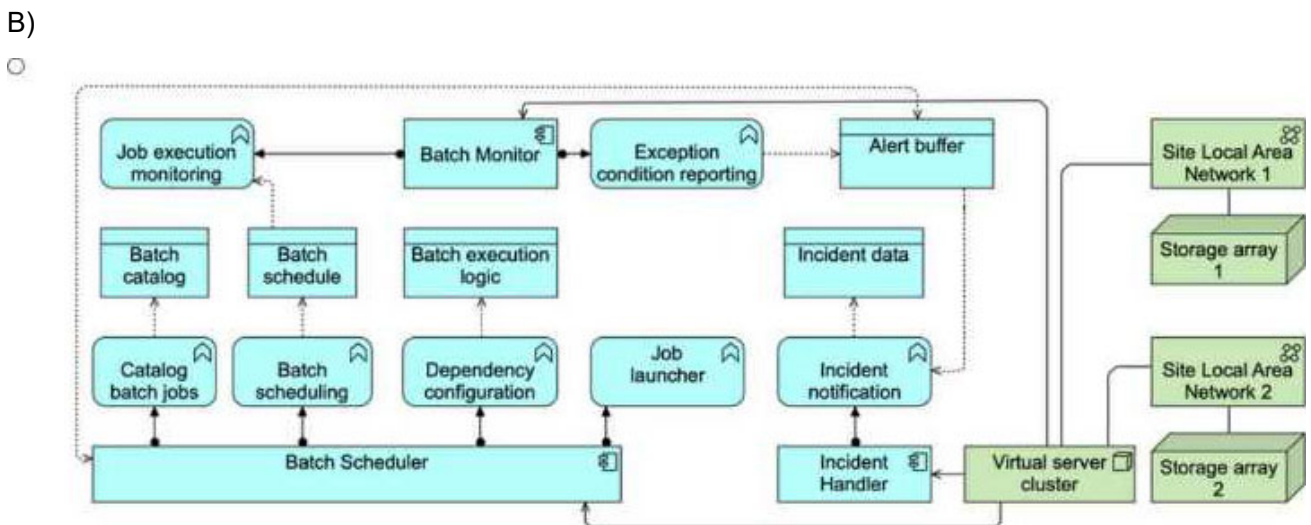 B)
Job execution
monitoring
Batch Monitor
Exception
condition reporting
Alert buffer
Site Local Area
Network 1
Batch
catalog
Batch
schedule
Batch execution
logic
Incident data
Storage array
1
Catalog
batch jobs
Batch
scheduling
Dependency
configuration
Job
launcher
Incident
notification
Site Local Area
Network 2
Batch Scheduler
Incident
Handler
Virtual server
cluster
Storage array
2